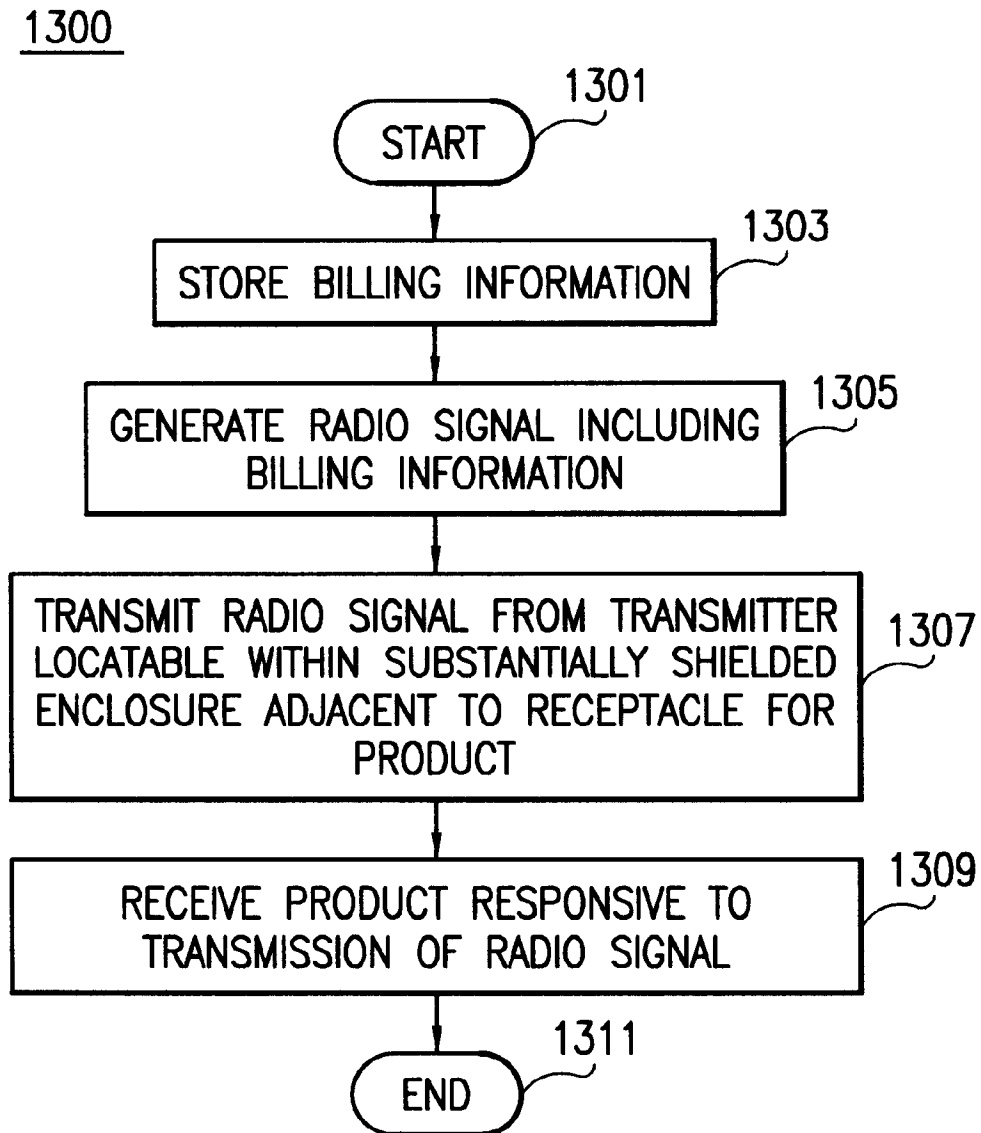 1300
1301
START
1303
STORE BILLING INFORMATION
1305
GENERATE RADIO SIGNAL INCLUDING
BILLING INFORMATION
1307
TRANSMIT RADIO SIGNAL FROM TRANSMITTER
LOCATABLE WITHIN SUBSTANTIALLY SHIELDED
ENCLOSURE ADJACENT TO RECEPTACLE FOR
PRODUCT
1309
RECEIVE PRODUCT RESPONSIVE TO
TRANSMISSION OF RADIO SIGNAL
1311
END